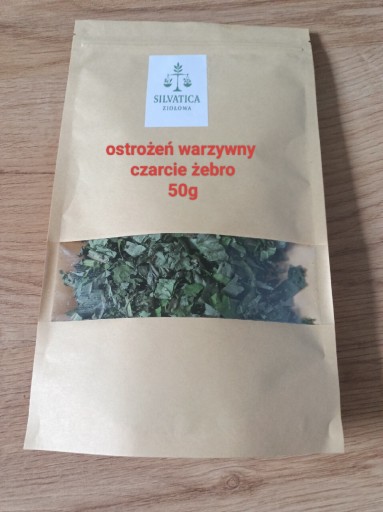 SILVATICA
ZIOŁOWA
ostrożeń warzywny
czarcie żebro
50g